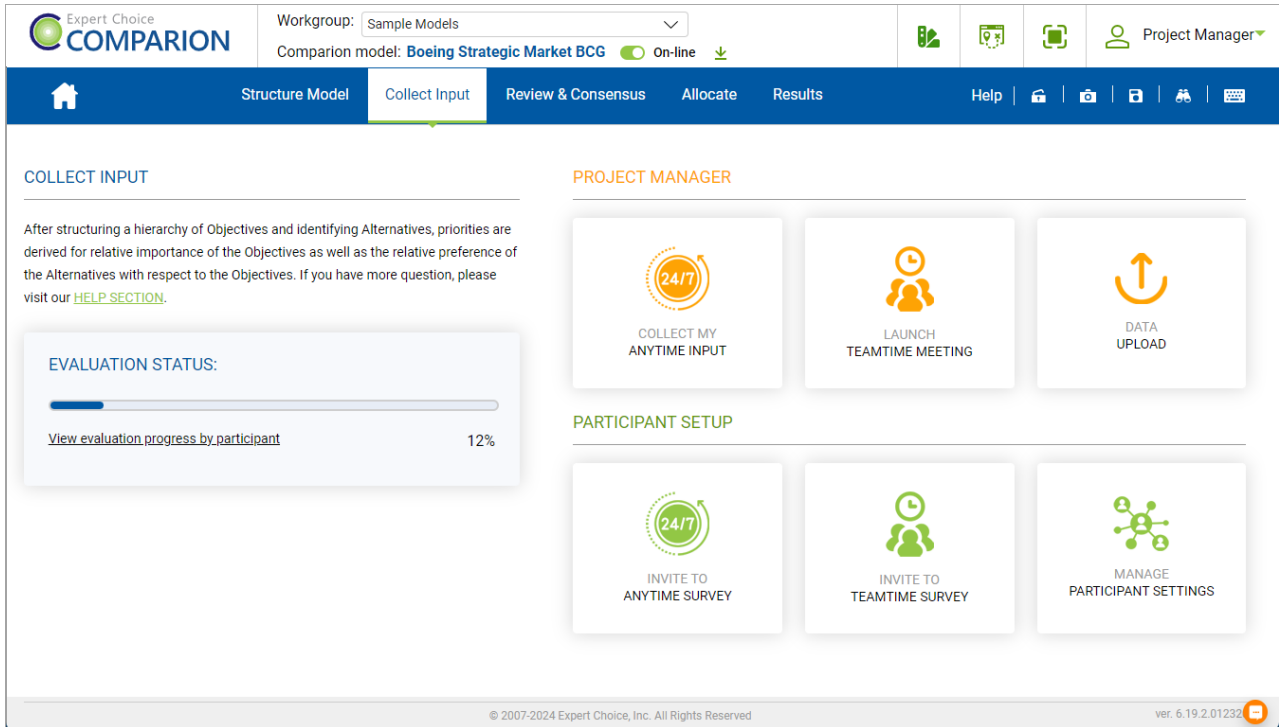 Expert Choice
COMPARION
Workgroup: Sample Models
Comparion model: Boeing Strategic Market BCG On-line
Project Manager
Structure Model Collect Input Review & Consensus Allocate Results Help
COLLECT INPUT
After structuring a hierarchy of Objectives and identifying Alternatives, priorities are
derived for relative importance of the Objectives as well as the relative preference of
the Alternatives with respect to the Objectives. If you have more question, please
visit our HELP SECTION.
EVALUATION STATUS:
View evaluation progress by participant 12%
PROJECT MANAGER
24/7
COLLECT MY
ANYTIME INPUT
LAUNCH
TEAMTIME MEETING
DATA
UPLOAD
PARTICIPANT SETUP
24/7
INVITE TO
ANYTIME SURVEY
INVITE TO
TEAMTIME SURVEY
MANAGE
PARTICIPANT SETTINGS
© 2007-2024 Expert Choice, Inc. All Rights Reserved
ver.